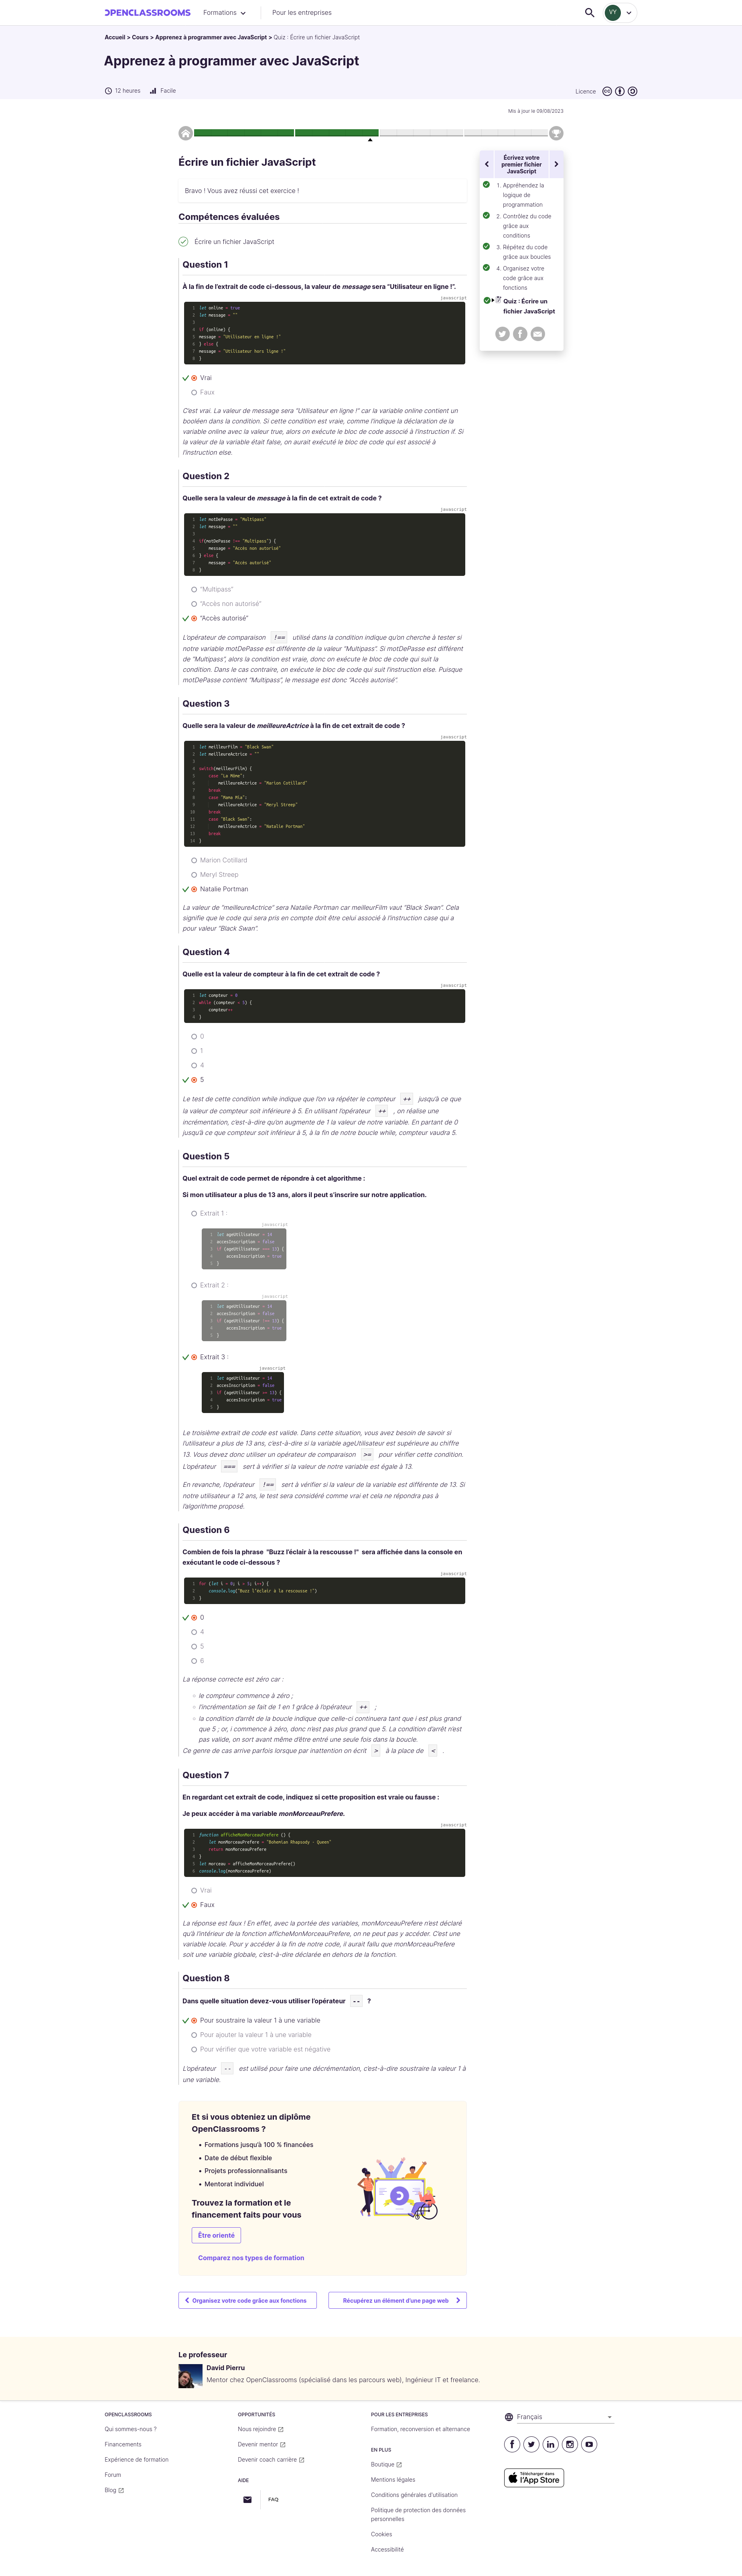 OPENCLASSROOMS
Formations
Pour les entreprises
VY
Accueil > Cours > Apprenez à programmer avec JavaScript > Quiz : Écrire un fichier JavaScript
Apprenez à programmer avec JavaScript
12 heures
Facile
Licence
Mis à jour le 09/08/2023
Écrire un fichier JavaScript
Bravo ! Vous avez réussi cet exercice !
Compétences évaluées
Écrire un fichier JavaScript
Écrivez votre
premier fichier
JavaScript
1. Appréhendez la
logique de
programmation
2. Contrôlez du code
grâce aux
conditions
3. Répétez du code
grâce aux boucles
4. Organisez votre
code grâce aux
fonctions
Quiz : Écrire un
fichier JavaScript
Question 1
À la fin de l'extrait de code ci-dessous, la valeur de message sera "Utilisateur en ligne !".
javascript
1 let online = true
2 let message = ""
3
4 if (online) {
5 message = "Utilisateur en ligne !"
6 } else {
7 message = "Utilisateur hors ligne !"
8 }
Vrai
Faux
C'est vrai. La valeur de message sera "Utilisateur en ligne !" car la variable online contient un
booléen dans la condition. Si cette condition est vraie, comme l'indique la déclaration de la
variable online avec la valeur true, alors on exécute le bloc de code associé à l'instruction if. Si
la valeur de la variable était false, on aurait exécuté le bloc de code qui est associé à
l'instruction else.
Question 2
Quelle sera la valeur de message à la fin de cet extrait de code ?
javascript
1 let motDePasse = "Multipass"
2 let message = ""
3
4 if(motDePasse !== "Multipass") {
5 message = "Accès non autorisé"
6 } else {
7 message = "Accès autorisé"
8 }
"Multipass"
"Accès non autorisé"
"Accès autorisé"
L'opérateur de comparaison !== utilisé dans la condition indique qu'on cherche à tester si
notre variable motDePasse est différente de la valeur "Multipass". Si motDePasse est différent
de "Multipass", alors la condition est vraie, donc on exécute le bloc de code qui suit la
condition. Dans le cas contraire, on exécute le bloc de code qui suit l'instruction else. Puisque
motDePasse contient "Multipass", le message est donc "Accès autorisé".
Question 3
Quelle sera la valeur de meilleureActrice à la fin de cet extrait de code ?
javascript
1 let meilleurFilm = "Black Swan"
2 let meilleureActrice = ""
3
4 switch(meilleurFilm) {
5 case "La Môme":
6 meilleureActrice = "Marion Cotillard"
7 break
8 case "Mama Mia":
9 meilleureActrice = "Meryl Streep"
10 break
11 case "Black Swan":
12 meilleureActrice = "Natalie Portman"
13 break
14 }
Marion Cotillard
Meryl Streep
Natalie Portman
La valeur de "meilleureActrice" sera Natalie Portman car meilleurFilm vaut "Black Swan". Cela
signifie que le code qui sera pris en compte doit être celui associé à l'instruction case qui a
pour valeur "Black Swan".
Question 4
Quelle est la valeur de compteur à la fin de cet extrait de code ?
javascript
1 let compteur = 0
2 while (compteur < 5) {
3 compteur++
4 }
0
1
4
5
Le test de cette condition while indique que l'on va répéter le compteur ++ jusqu'à ce que
la valeur de compteur soit inférieure à 5. En utilisant l'opérateur ++ , on réalise une
incrémentation, c'est-à-dire qu'on augmente de 1 la valeur de notre variable. En partant de 0
jusqu'à ce que compteur soit inférieur à 5, à la fin de notre boucle while, compteur vaudra 5.
Question 5
Quel extrait de code permet de répondre à cet algorithme :
Si mon utilisateur a plus de 13 ans, alors il peut s'inscrire sur notre application.
Extrait 1 :
javascript
1 let ageUtilisateur = 14
2 accesInscription = false
3 if (ageUtilisateur === 13) {
4 accesInscription = true
5 }
Extrait 2 :
javascript
1 let ageUtilisateur = 14
2 accesInscription = false
3 if (ageUtilisateur !== 13) {
4 accesInscription = true
5 }
Extrait 3 :
javascript
1 let ageUtilisateur = 14
2 accesInscription = false
3 if (ageUtilisateur >= 13) {
4 accesInscription = true
5 }
Le troisième extrait de code est valide. Dans cette situation, vous avez besoin de savoir si
l'utilisateur a plus de 13 ans, c'est-à-dire si la variable ageUtilisateur est supérieure au chiffre
13. Vous devez donc utiliser un opérateur de comparaison >= pour vérifier cette condition.
L'opérateur === sert à vérifier si la valeur de notre variable est égale à 13.
En revanche, l'opérateur !== sert à vérifier si la valeur de la variable est différente de 13. Si
notre utilisateur a 12 ans, le test sera considéré comme vrai et cela ne répondra pas à
l'algorithme proposé.
Question 6
Combien de fois la phrase "Buzz l'éclair à la rescousse !" sera affichée dans la console en
exécutant le code ci-dessous ?
javascript
1 for (let i = 0; i > 5; i++) {
2 console.log("Buzz l'éclair à la rescousse !")
3 }
0
4
5
6
La réponse correcte est zéro car :
le compteur commence à zéro ;
l'incrémentation se fait de 1 en 1 grâce à l'opérateur ++ ;
la condition d'arrêt de la boucle indique que celle-ci continuera tant que i est plus grand
que 5 ; or, i commence à zéro, donc n'est pas plus grand que 5. La condition d'arrêt n'est
pas valide, on sort avant même d'être entré une seule fois dans la boucle.
Ce genre de cas arrive parfois lorsque par inattention on écrit > à la place de < .
Question 7
En regardant cet extrait de code, indiquez si cette proposition est vraie ou fausse :
Je peux accéder à ma variable monMorceauPrefere.
javascript
1 function afficheMonMorceauPrefere () {
2 let monMorceauPrefere = "Bohemian Rhapsody - Queen"
3 return monMorceauPrefere
4 }
5 let morceau = afficheMonMorceauPrefere()
6 console.log(monMorceauPrefere)
Vrai
Faux
La réponse est faux ! En effet, avec la portée des variables, monMorceauPrefere n'est déclaré
qu'à l'intérieur de la fonction afficheMonMorceauPrefere, on ne peut pas y accéder. C'est une
variable locale. Pour y accéder à la fin de notre code, il aurait fallu que monMorceauPrefere
soit une variable globale, c'est-à-dire déclarée en dehors de la fonction.
Question 8
Dans quelle situation devez-vous utiliser l'opérateur -- ?
Pour soustraire la valeur 1 à une variable
Pour ajouter la valeur 1 à une variable
Pour vérifier que votre variable est négative
L'opérateur -- est utilisé pour faire une décrémentation, c'est-à-dire soustraire la valeur 1 à
une variable.
Et si vous obteniez un diplôme
OpenClassrooms ?
• Formations jusqu'à 100 % financées
• Date de début flexible
• Projets professionnalisants
• Mentorat individuel
Trouvez la formation et le
financement faits pour vous
Être orienté
Comparez nos types de formation
Organisez votre code grâce aux fonctions
Récupérez un élément d'une page web
Le professeur
David Pierru
Mentor chez OpenClassrooms (spécialisé dans les parcours web), Ingénieur IT et freelance.
OPENCLASSROOMS
Qui sommes-nous ?
Financements
Expérience de formation
Forum
Blog
OPPORTUNITÉS
Nous rejoindre
Devenir mentor
Devenir coach carrière
AIDE
FAQ
POUR LES ENTREPRISES
Formation, reconversion et alternance
EN PLUS
Boutique
Mentions légales
Conditions générales d'utilisation
Politique de protection des données
personnelles
Cookies
Accessibilité
Français
Télécharger dans
l'App Store